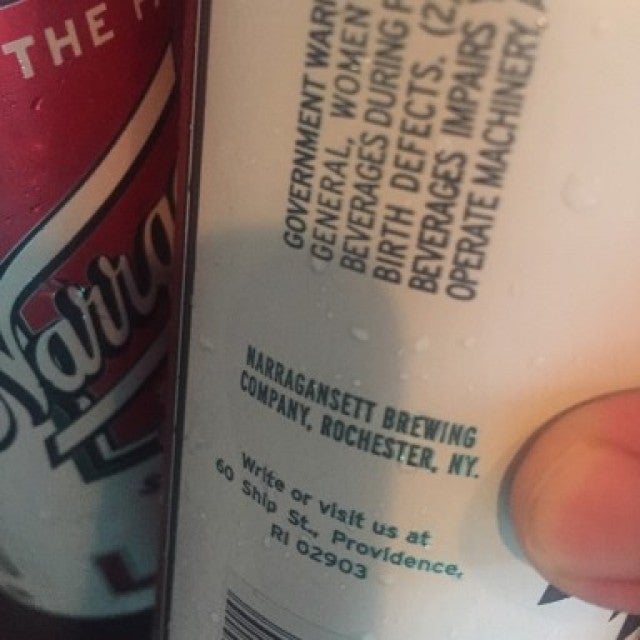 THE
Narra
L
GOVERNMENT
GENERAL, WOMEN
BEVERAGES DURING
BIRTH DEFECTS. (2)
BEVERAGES IMPAIRS
OPERATE MACHINERY,
NARRAGANSETT BREWING
COMPANY, ROCHESTER, NY.
Write or visit us at
60 Ship St., Providence,
RI 02903